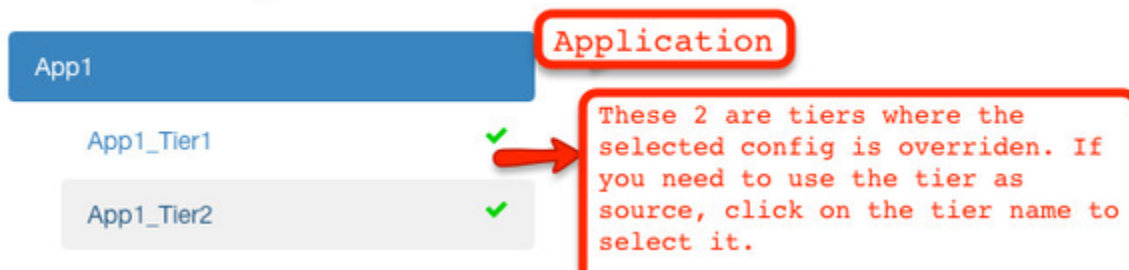 Application
App1
App1_Tier1
App1_Tier2
These 2 are tiers where the
selected config is overriden. If
you need to use the tier as
source, click on the tier name to
select it.